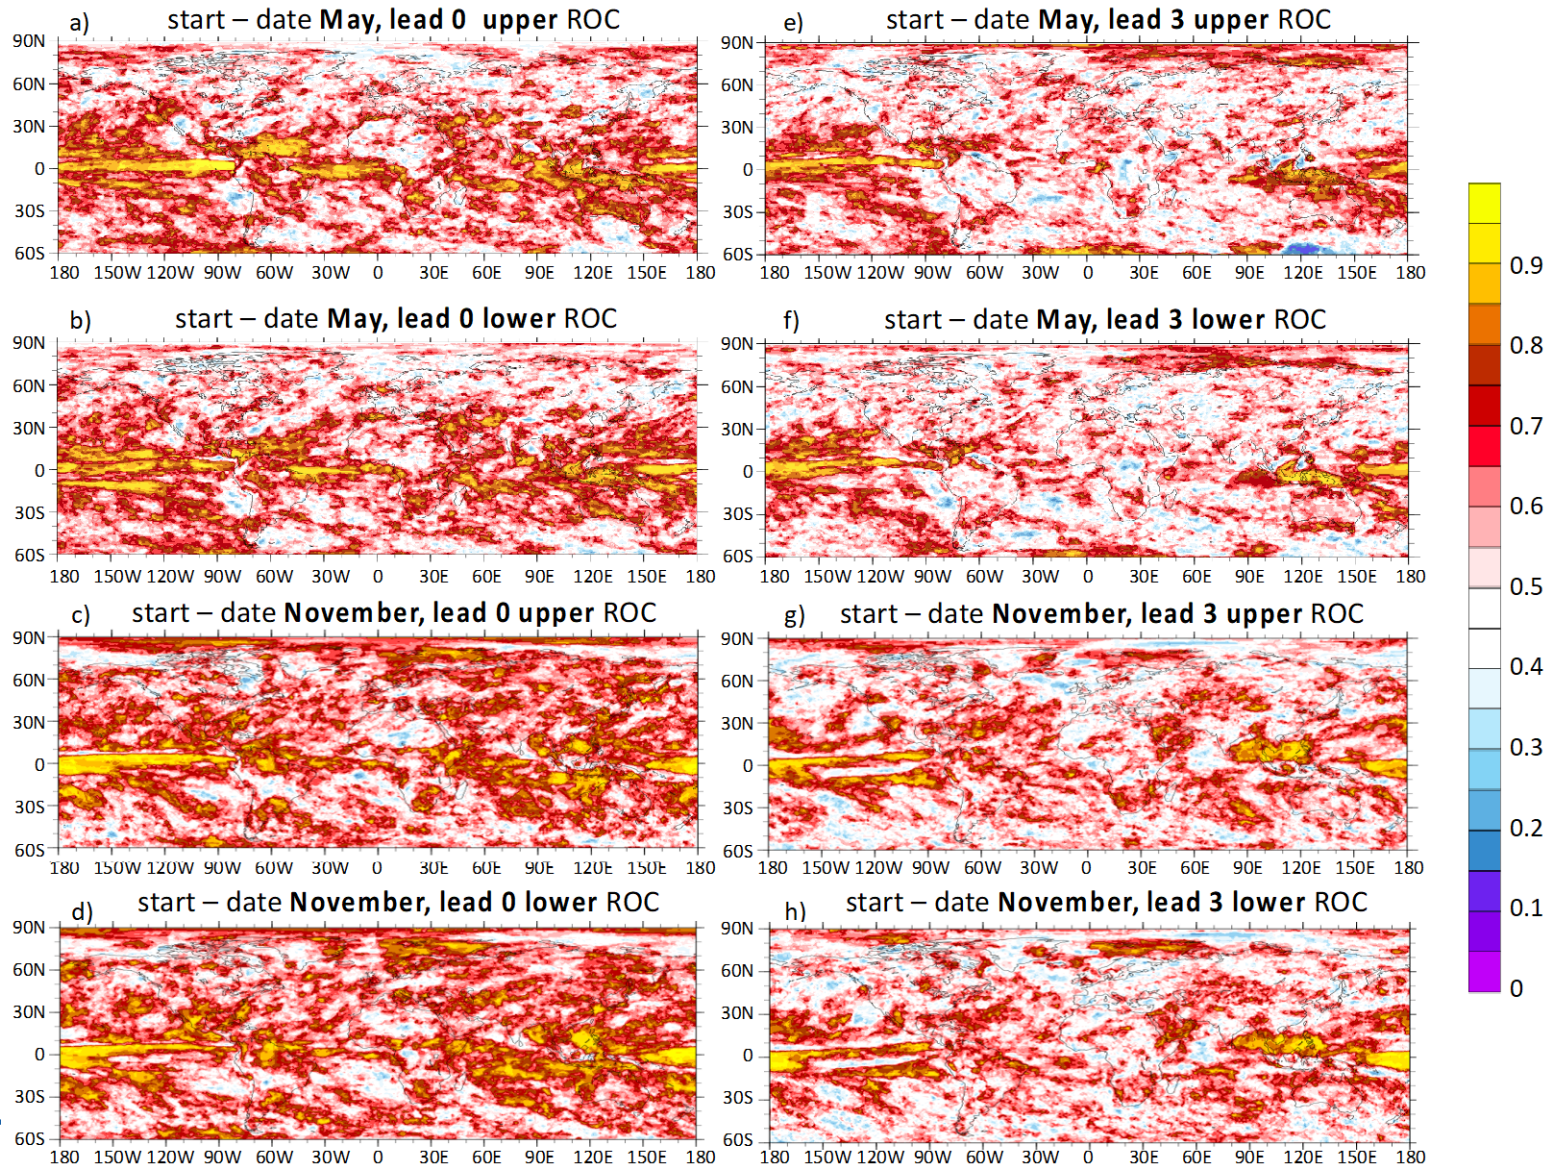 a) start – date May, lead 0 upper ROC
90N
60N
30N
0
30S
60S
180 150W 120W 90W 60W 30W 0 30E 60E 90E 120E 150E 180
b) start – date May, lead 0 lower ROC
90N
60N
30N
0
30S
60S
180 150W 120W 90W 60W 30W 0 30E 60E 90E 120E 150E 180
c) start – date November, lead 0 upper ROC
90N
60N
30N
0
30S
60S
180 150W 120W 90W 60W 30W 0 30E 60E 90E 120E 150E 180
d) start – date November, lead 0 lower ROC
90N
60N
30N
0
30S
60S
180 150W 120W 90W 60W 30W 0 30E 60E 90E 120E 150E 180
e) start – date May, lead 3 upper ROC
90N
60N
30N
0
30S
60S
180 150W 120W 90W 60W 30W 0 30E 60E 90E 120E 150E 180
f) start – date May, lead 3 lower ROC
90N
60N
30N
0
30S
60S
180 150W 120W 90W 60W 30W 0 30E 60E 90E 120E 150E 180
g) start – date November, lead 3 upper ROC
90N
60N
30N
0
30S
60S
180 150W 120W 90W 60W 30W 0 30E 60E 90E 120E 150E 180
h) start – date November, lead 3 lower ROC
90N
60N
30N
0
30S
60S
180 150W 120W 90W 60W 30W 0 30E 60E 90E 120E 150E 180
0.9
0.8
0.7
0.6
0.5
0.4
0.3
0.2
0.1
0